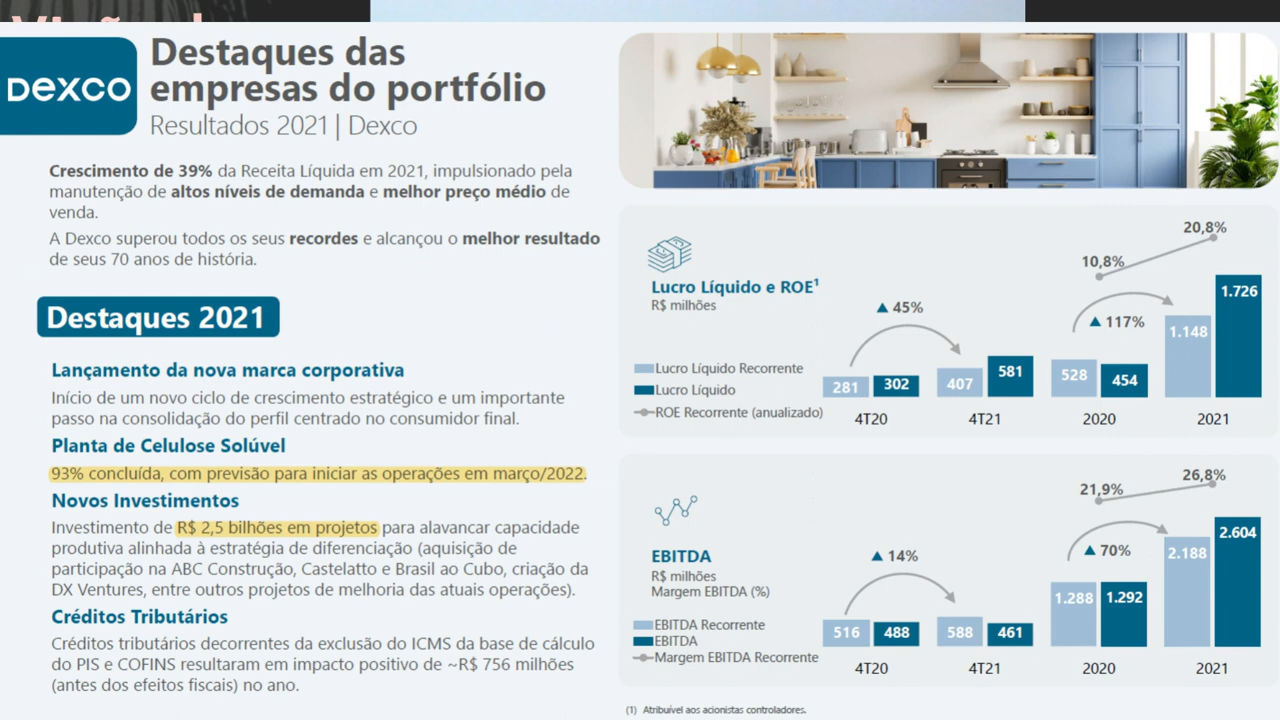 Dexco
Destaques das
empresas do portfólio
Resultados 2021 | Dexco
Crescimento de 39% da Receita Líquida em 2021, impulsionado pela
manutenção de altos níveis de demanda e melhor preço médio de
venda.
A Dexco superou todos os seus recordes e alcançou o melhor resultado
de seus 70 anos de história.
Destaques 2021
Lançamento da nova marca corporativa
Início de um novo ciclo de crescimento estratégico e um importante
passo na consolidação do perfil centrado no consumidor final.
Planta de Celulose Solúvel
93% concluída, com previsão para iniciar as operações em março/2022.
Novos Investimentos
Investimento de R$ 2,5 bilhões em projetos para alavancar capacidade
produtiva alinhada à estratégia de diferenciação (aquisição de
participação na ABC Construção, Castelatto e Brasil ao Cubo, criação da
DX Ventures, entre outros projetos de melhoria das atuais operações).
Créditos Tributários
Créditos tributários decorrentes da exclusão do ICMS da base de cálculo
do PIS e COFINS resultaram em impacto positivo de ~R$ 756 milhões
(antes dos efeitos fiscais) no ano.
Lucro Líquido e ROE¹
R$ milhões
Lucro Líquido Recorrente
Lucro Líquido
ROE Recorrente (anualizado)
▲ 45%
281 302 407 581
4T20 4T21
10,8% 20,8%
▲ 117%
528 454 1.148 1.726
2020 2021
EBITDA
R$ milhões
Margem EBITDA (%)
EBITDA Recorrente
EBITDA
Margem EBITDA Recorrente
▲ 14%
516 488 588 461
4T20 4T21
21,9% 26,8%
▲ 70%
1.288 1.292 2.188 2.604
2020 2021
(1) Atribuível aos acionistas controladores.